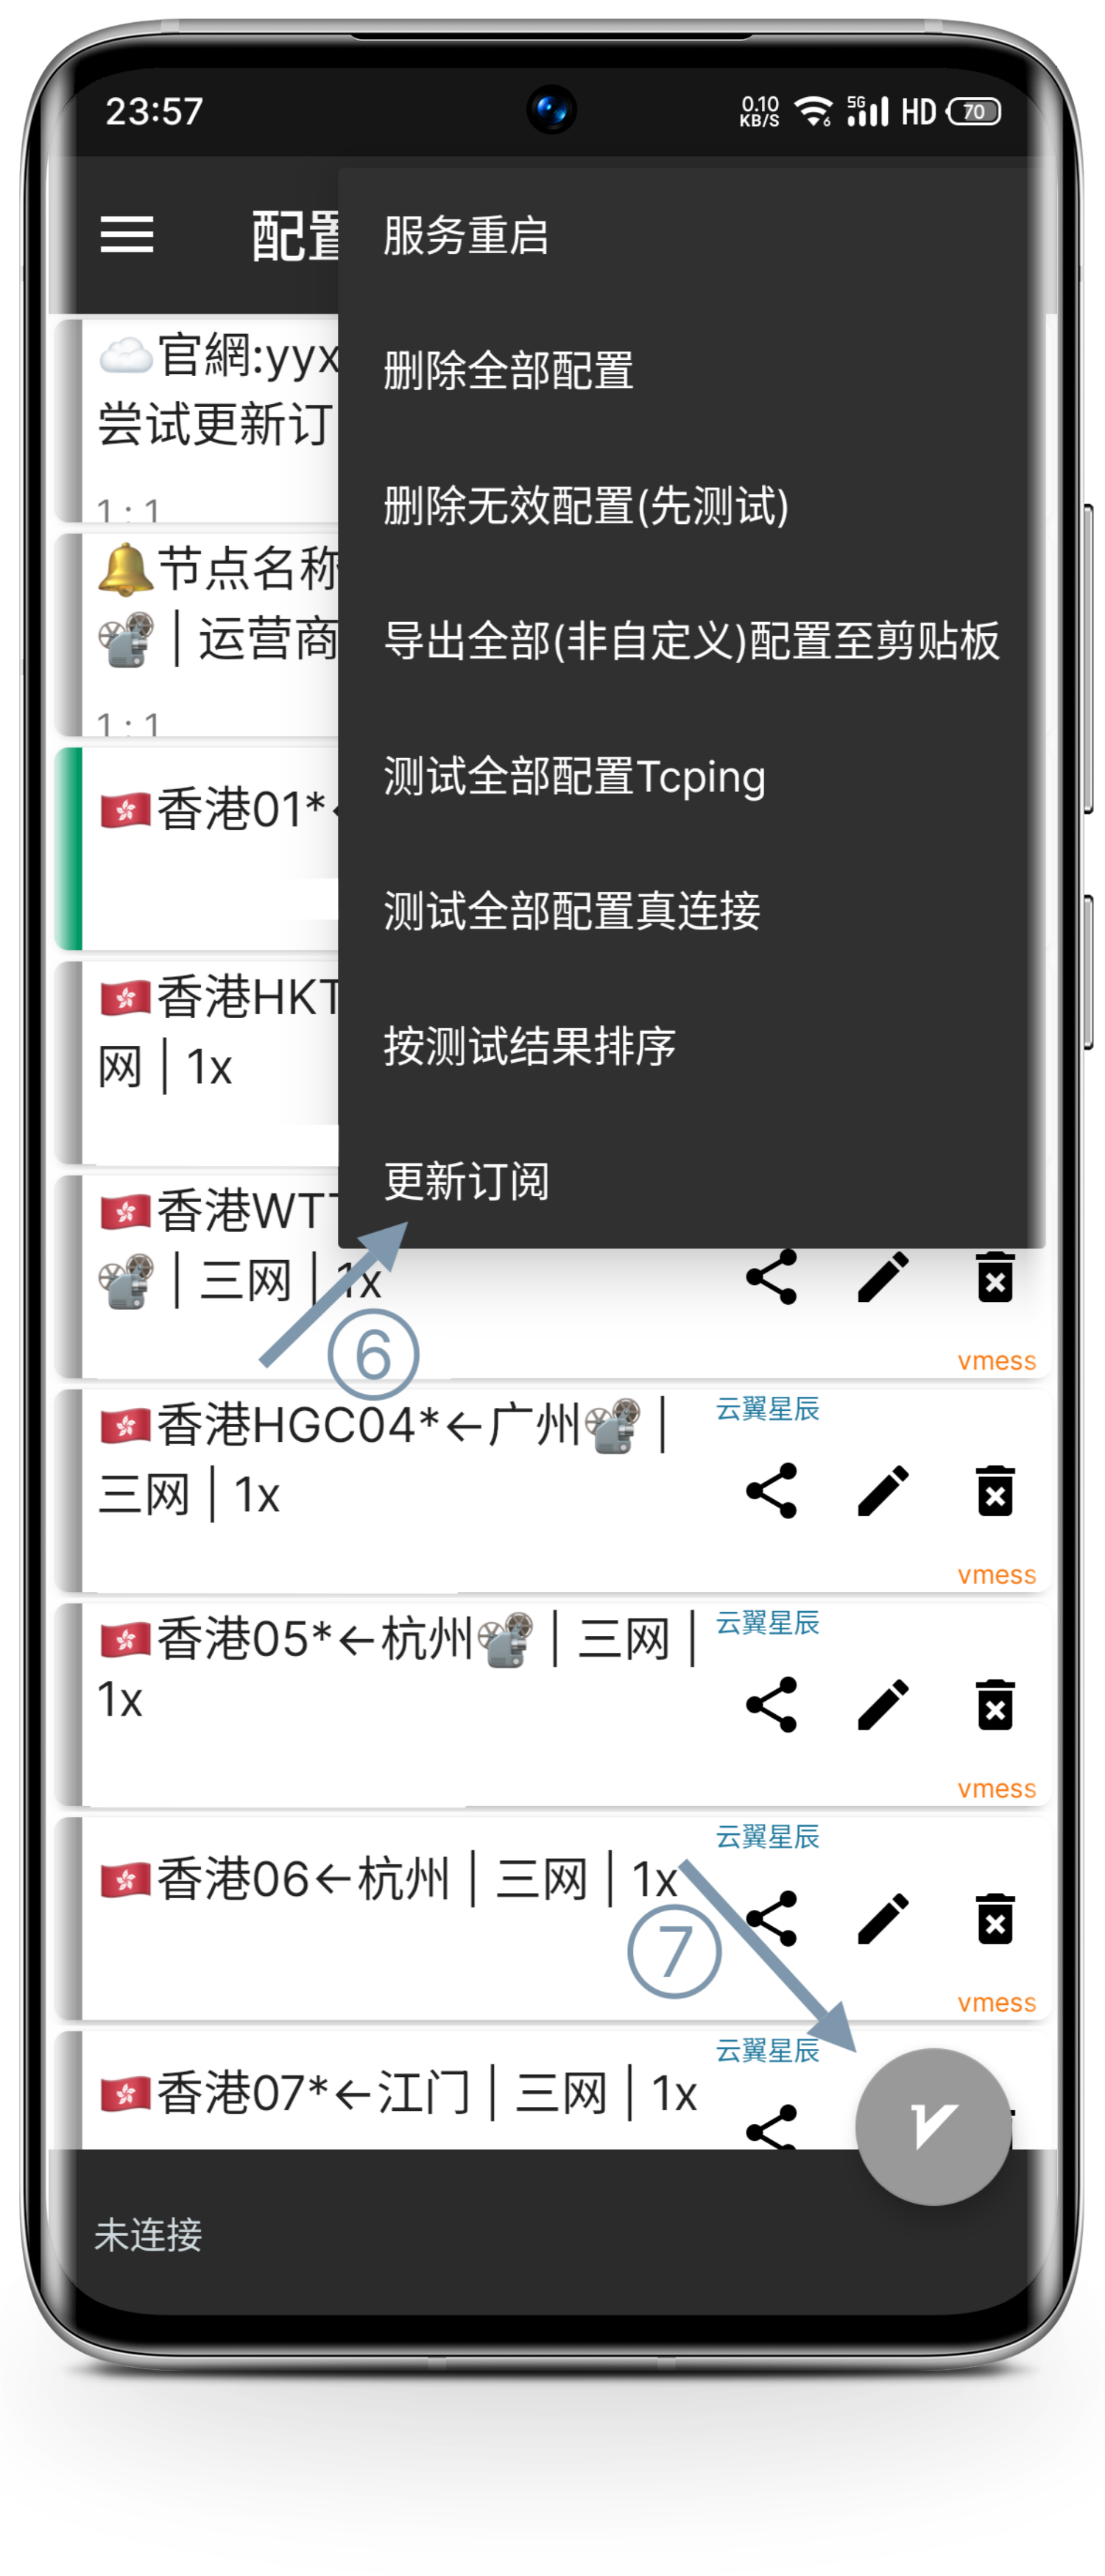 23:57
0.10
KB/S
6
5G
HD
70
配置
服务重启
删除全部配置
删除无效配置(先测试)
导出全部(非自定义)配置至剪贴板
测试全部配置Tcping
测试全部配置真连接
按测试结果排序
更新订阅
☁️官網:yyx
尝试更新订
1 : 1
🔔节点名称
📽️ | 运营商
1 : 1
🇭🇰香港01*
🇭🇰香港HKT
网 | 1x
🇭🇰香港WTT
📽️ | 三网 | 1x
vmess
⑥
🇭🇰香港HGC04*←广州📽️ |
三网 | 1x
云翼星辰
vmess
🇭🇰香港05*←杭州📽️ | 三网 |
1x
云翼星辰
vmess
🇭🇰香港06←杭州 | 三网 | 1x
云翼星辰
vmess
⑦
🇭🇰香港07*←江门 | 三网 | 1x
云翼星辰
V
未连接